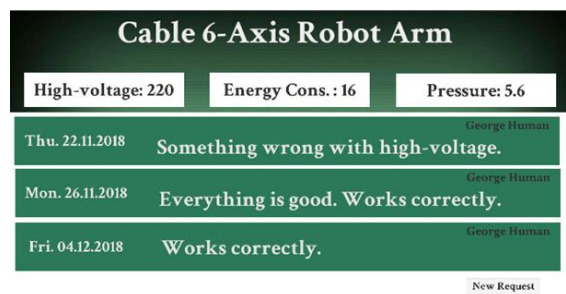 Cable 6-Axis Robot Arm
High-voltage: 220 Energy Cons. : 16 Pressure: 5.6
George Human
Thu. 22.11.2018 Something wrong with high-voltage.
George Human
Mon. 26.11.2018 Everything is good. Works correctly.
George Human
Fri. 04.12.2018 Works correctly.
New Request